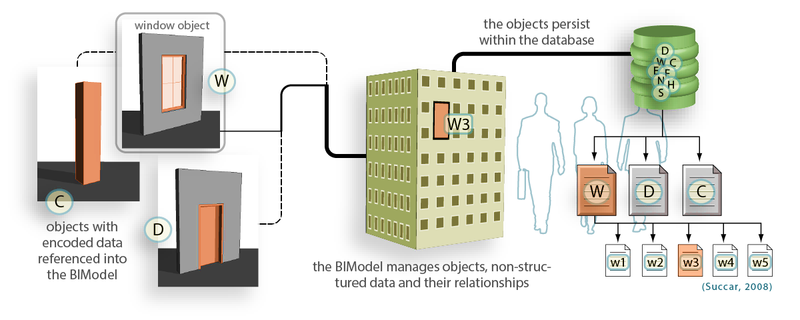 window object
W
C
objects with
encoded data
referenced into
the BIModel
D
W3
the BIModel manages objects, non-struc-
tured data and their relationships
the objects persist
within the database
D
W C
E E
N H
S
W D C
w1 w2 w3 w4 w5
(Succar, 2008)